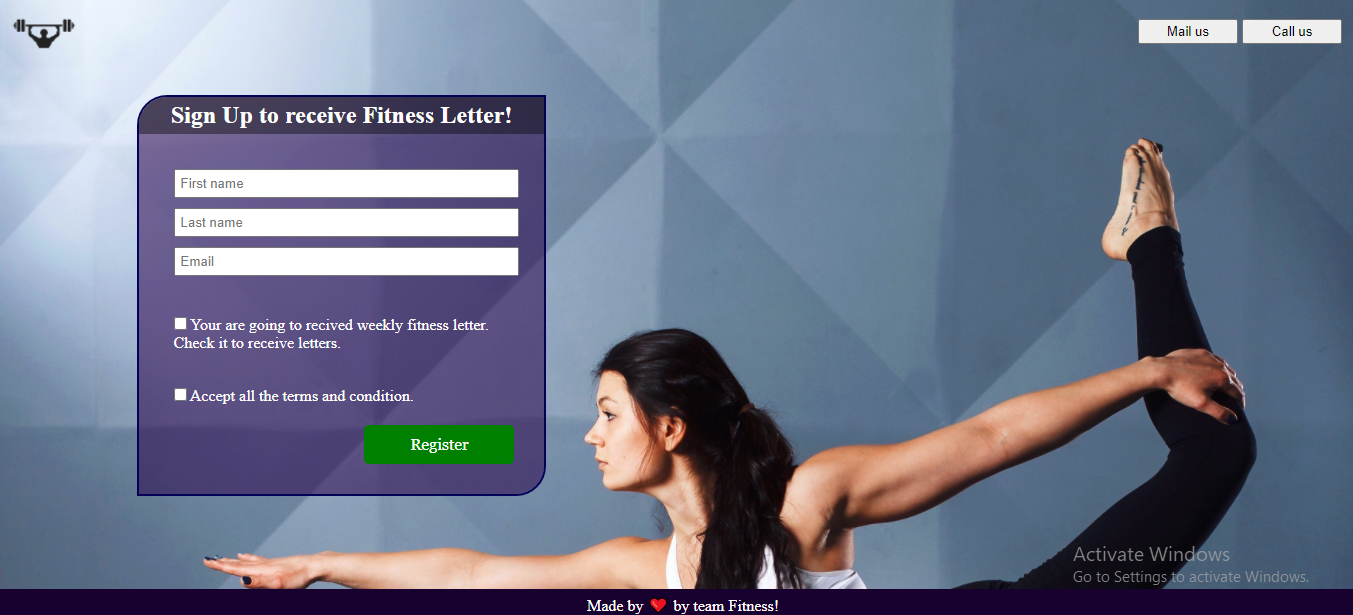 Mail us
Call us
Sign Up to receive Fitness Letter!
First name
Last name
Email
Your are going to recived weekly fitness letter.
Check it to receive letters.
Accept all the terms and condition.
Register
Activate Windows
Go to Settings to activate Windows.
Made by ❤ by team Fitness!